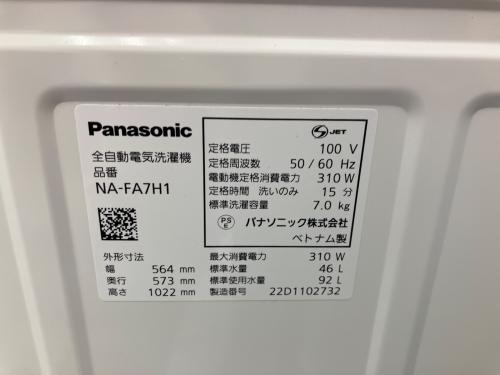 Panasonic
全自動電気洗濯機
品番
NA-FA7H1
外形寸法
幅 564 mm
奥行 573 mm
高さ 1022 mm
S JET
定格電圧 100 V
定格周波数 50/60 Hz
電動機定格消費電力 310 W
定格時間 洗いのみ 15 分
標準洗濯容量 7.0 kg
PS E パナソニック株式会社
ベトナム製
最大消費電力 310 W
標準水量 46 L
標準使用水量 92 L
製造番号 22D1102732